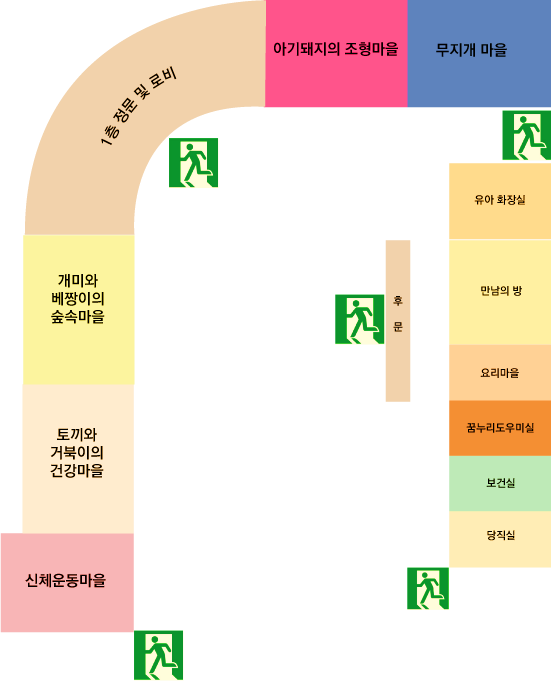 아기돼지의 조형마을
무지개 마을
1층 정문 및 로비
유아 화장실
개미와
베짱이의
숲속마을
만남의 방
후
문
요리마을
토끼와
거북이의
건강마을
꿈누리도우미실
보건실
당직실
신체운동마을